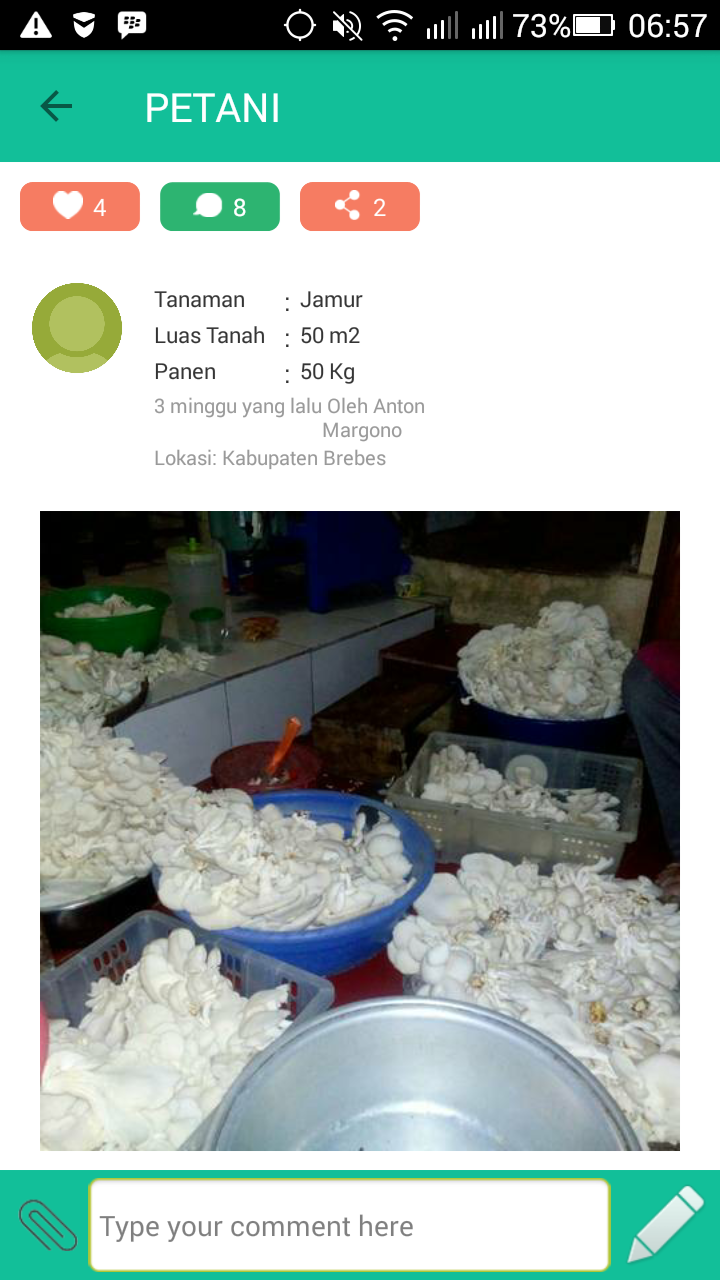 73% 06:57
PETANI
4 8 2
Tanaman : Jamur
Luas Tanah : 50 m2
Panen : 50 Kg
3 minggu yang lalu Oleh Anton
Margono
Lokasi: Kabupaten Brebes
Type your comment here